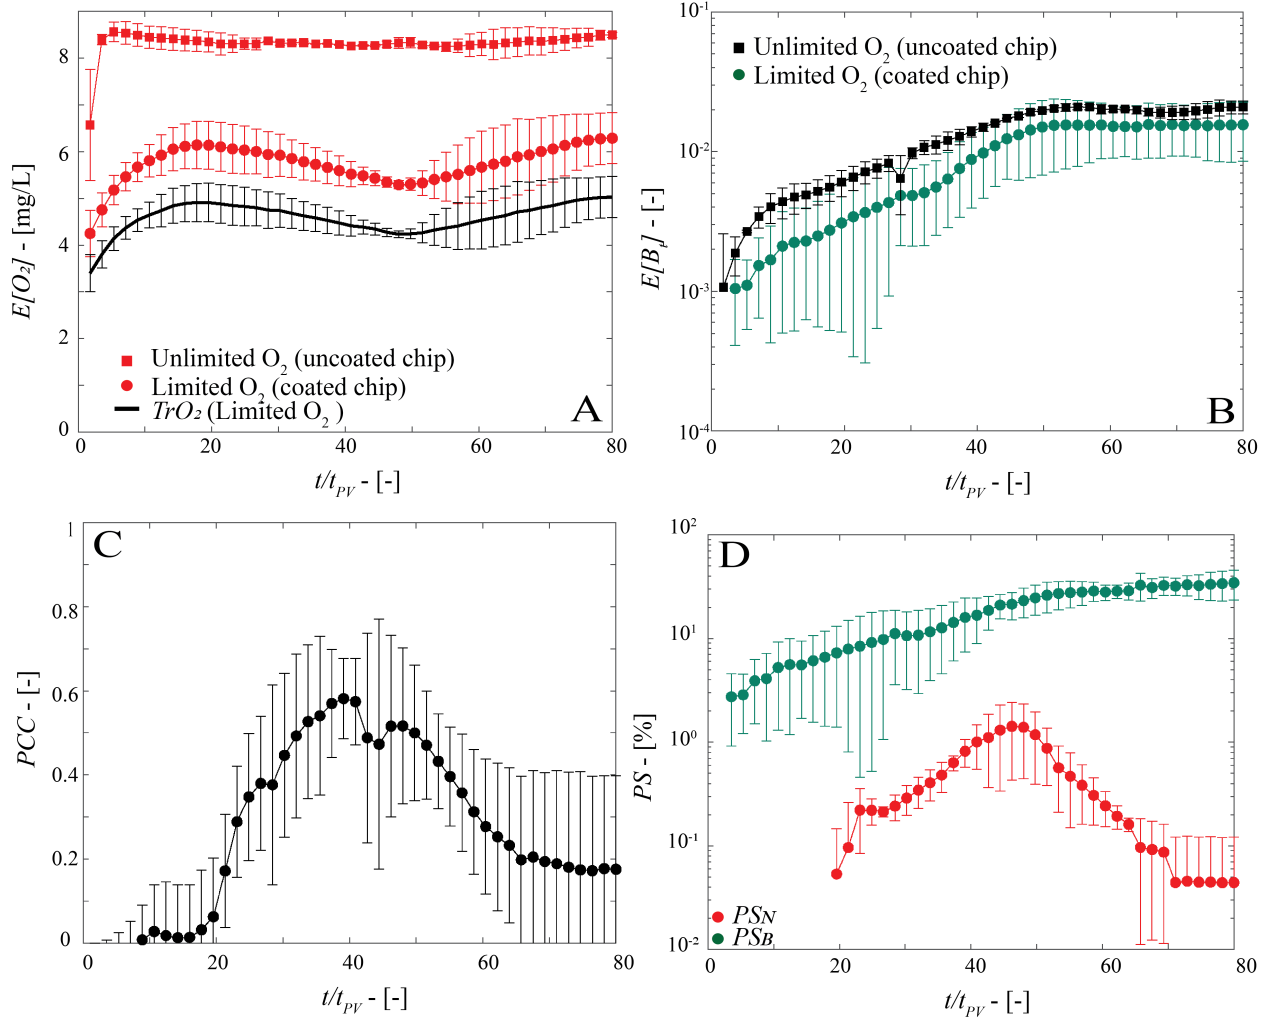 E[O₂] - [mg/L]
8
6
4
2
0
Unlimited O₂ (uncoated chip)
Limited O₂ (coated chip)
TrO₂ (Limited O₂ )
A
0
20
40
60
80
t/tPV - [-]
E[Bt] - [-]
10⁻¹
10⁻²
10⁻³
10⁻⁴
Unlimited O₂ (uncoated chip)
Limited O₂ (coated chip)
B
0
20
40
60
80
t/tPV - [-]
PCC - [-]
1
0.8
0.6
0.4
0.2
0
C
0
20
40
60
80
t/tPV - [-]
PS - [%]
10²
10¹
10⁰
10⁻¹
10⁻²
D
PSN
PSB
0
20
40
60
80
t/tPV - [-]